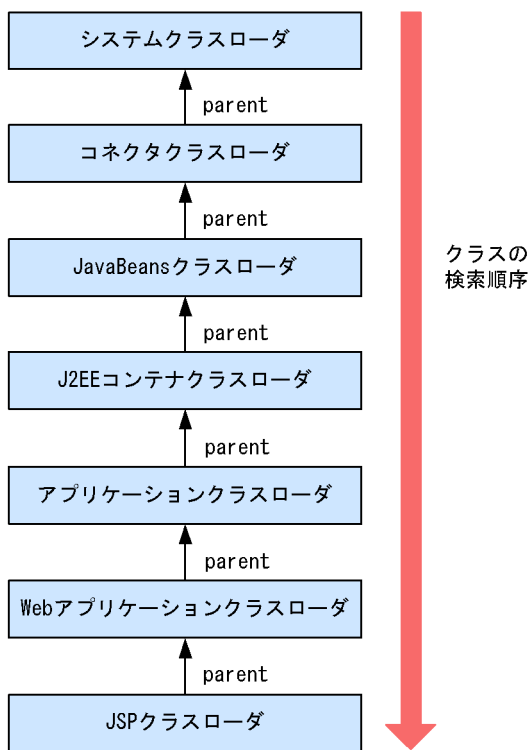 システムクラスローダ
parent
コネクタクラスローダ
parent
JavaBeansクラスローダ
parent
J2EEコンテナクラスローダ
parent
アプリケーションクラスローダ
parent
Webアプリケーションクラスローダ
parent
JSPクラスローダ
クラスの
検索順序